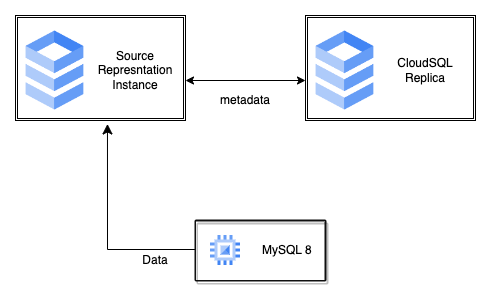 Source
Represntation
Instance
CloudSQL
Replica
metadata
MySQL 8
Data